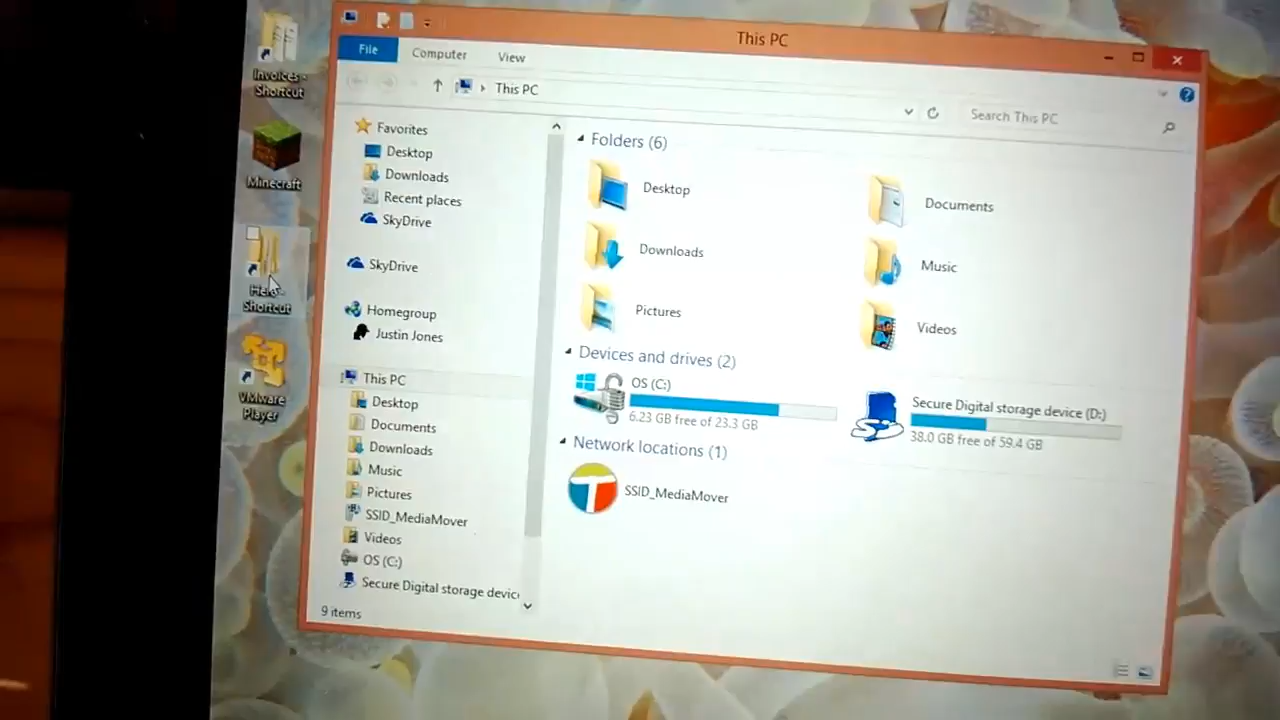 Invoices -
Shortcut
Minecraft
Shortcut
VMware
Player
This PC
File
Computer
View
This PC
Search This PC
Favorites
Desktop
Downloads
Recent places
SkyDrive
SkyDrive
Homegroup
Justin Jones
This PC
Desktop
Documents
Downloads
Music
Pictures
SSID_MediaMover
Videos
OS (C:)
Secure Digital storage device
9 items
Folders (6)
Desktop
Documents
Downloads
Music
Pictures
Videos
Devices and drives (2)
OS (C:)
6.23 GB free of 23.3 GB
Secure Digital storage device (D:)
38.0 GB free of 59.4 GB
Network locations (1)
SSID_MediaMover